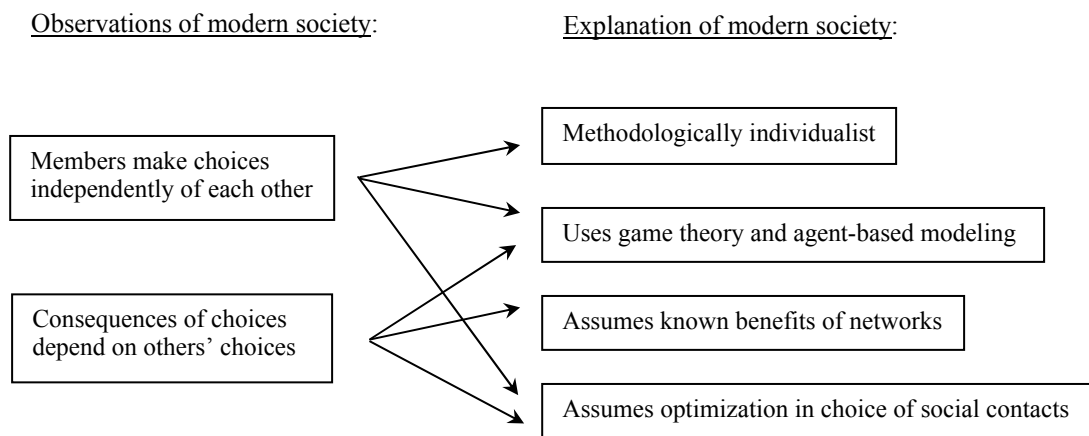 Observations of modern society:
Explanation of modern society:
Members make choices
independently of each other
Consequences of choices
depend on others’ choices
Methodologically individualist
Uses game theory and agent-based modeling
Assumes known benefits of networks
Assumes optimization in choice of social contacts